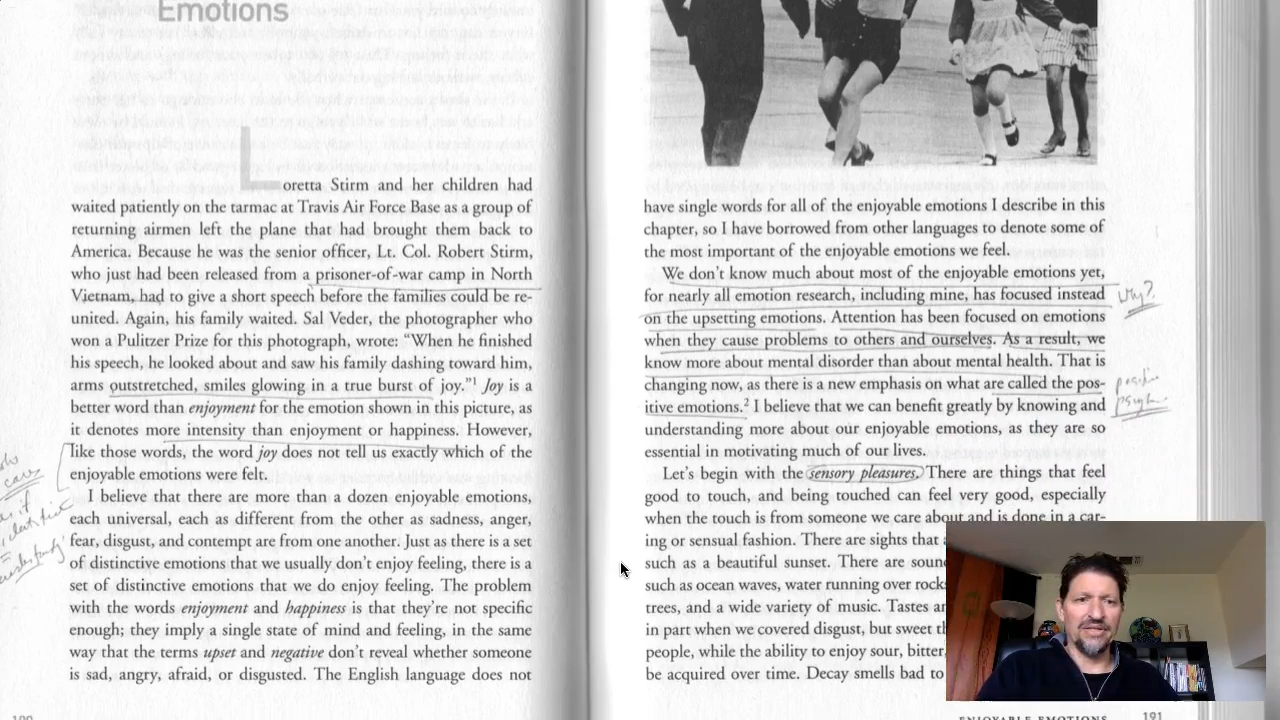 Emotions
Loretta Stirm and her children had
waited patiently on the tarmac at Travis Air Force Base as a group of
returning airmen left the plane that had brought them back to
America. Because he was the senior officer, Lt. Col. Robert Stirm,
who just had been released from a prisoner-of-war camp in North
Vietnam, had to give a short speech before the families could be re-
united. Again, his family waited. Sal Veder, the photographer who
won a Pulitzer Prize for this photograph, wrote: “When he finished
his speech, he looked about and saw his family dashing toward him,
arms outstretched, smiles glowing in a true burst of joy.”1 Joy is a
better word than enjoyment for the emotion shown in this picture, as
it denotes more intensity than enjoyment or happiness. However,
like those words, the word joy does not tell us exactly which of the
enjoyable emotions were felt.
I believe that there are more than a dozen enjoyable emotions,
each universal, each as different from the other as sadness, anger,
fear, disgust, and contempt are from one another. Just as there is a set
of distinctive emotions that we usually don’t enjoy feeling, there is a
set of distinctive emotions that we do enjoy feeling. The problem
with the words enjoyment and happiness is that they’re not specific
enough; they imply a single state of mind and feeling, in the same
way that the terms upset and negative don’t reveal whether someone
is sad, angry, afraid, or disgusted. The English language does not
have single words for all of the enjoyable emotions I describe in this
chapter, so I have borrowed from other languages to denote some of
the most important of the enjoyable emotions we feel.
We don’t know much about most of the enjoyable emotions yet,
for nearly all emotion research, including mine, has focused instead
on the upsetting emotions. Attention has been focused on emotions
when they cause problems to others and ourselves. As a result, we
know more about mental disorder than about mental health. That is
changing now, as there is a new emphasis on what are called the pos-
itive emotions.2 I believe that we can benefit greatly by knowing and
understanding more about our enjoyable emotions, as they are so
essential in motivating much of our lives.
Let’s begin with the sensory pleasures. There are things that feel
good to touch, and being touched can feel very good, especially
when the touch is from someone we care about and is done in a car-
ing or sensual fashion. There are sights that
such as a beautiful sunset. There are
such as ocean waves, water running over rocks
trees, and a wide variety of music. Tastes
in part when we covered disgust, but sweet
people, while the ability to enjoy sour, bitter,
be acquired over time. Decay smells bad to
ENJOYABLE EMOTIONS 191
why?
positive